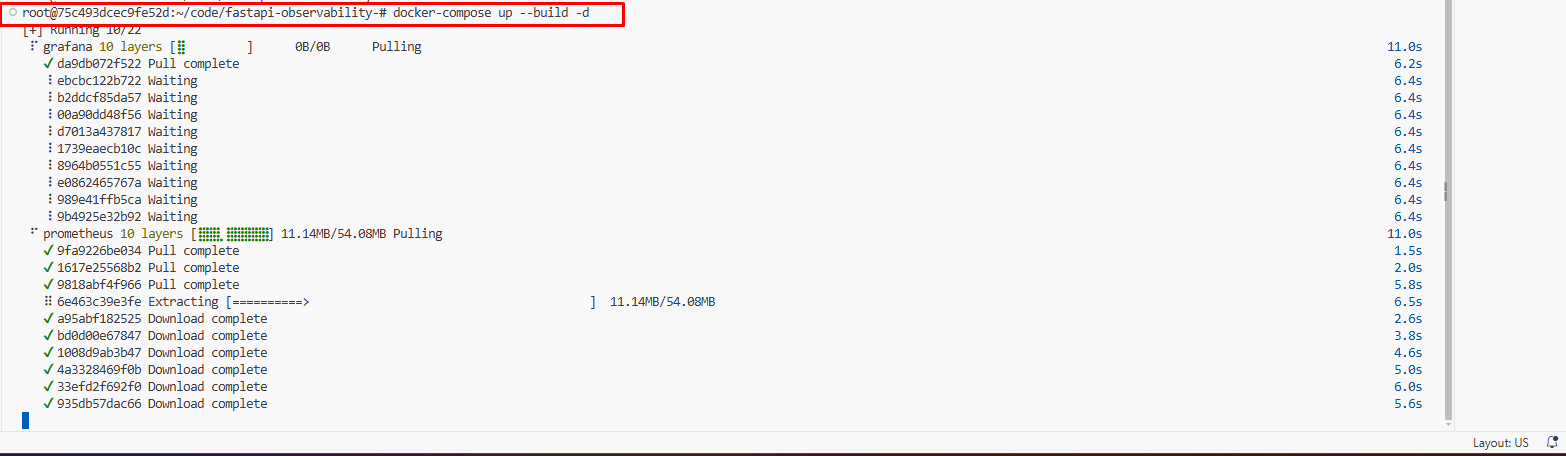 root@75c493dcec9fe52d:~/code/fastapi-observability-# docker-compose up --build -d
[+] Running 10/22
grafana 10 layers [⣿ ] 0B/0B Pulling 11.0s
✓ da9db072f522 Pull complete 6.2s
ebcbc122b722 Waiting 6.4s
b2ddcf85da57 Waiting 6.4s
00a90dd48f56 Waiting 6.4s
d7013a437817 Waiting 6.4s
1739eaecb10c Waiting 6.4s
8964b0551c55 Waiting 6.4s
e0862465767a Waiting 6.4s
989e41ffb5ca Waiting 6.4s
9b4925e32b92 Waiting 6.4s
prometheus 10 layers [⣿⣿⣿⣀⣿⣿⣿⣿⣿⣿] 11.14MB/54.08MB Pulling 11.0s
✓ 9fa9226be034 Pull complete 1.5s
✓ 1617e25568b2 Pull complete 2.0s
✓ 9818abf4f966 Pull complete 5.8s
6e463c39e3fe Extracting [==========> ] 11.14MB/54.08MB 6.5s
✓ a95abf182525 Download complete 2.6s
✓ bd0d00e67847 Download complete 3.8s
✓ 1008d9ab3b47 Download complete 4.6s
✓ 4a3328469f0b Download complete 5.0s
✓ 33efd2f692f0 Download complete 6.0s
✓ 935db57dac66 Download complete 5.6s
Layout: US